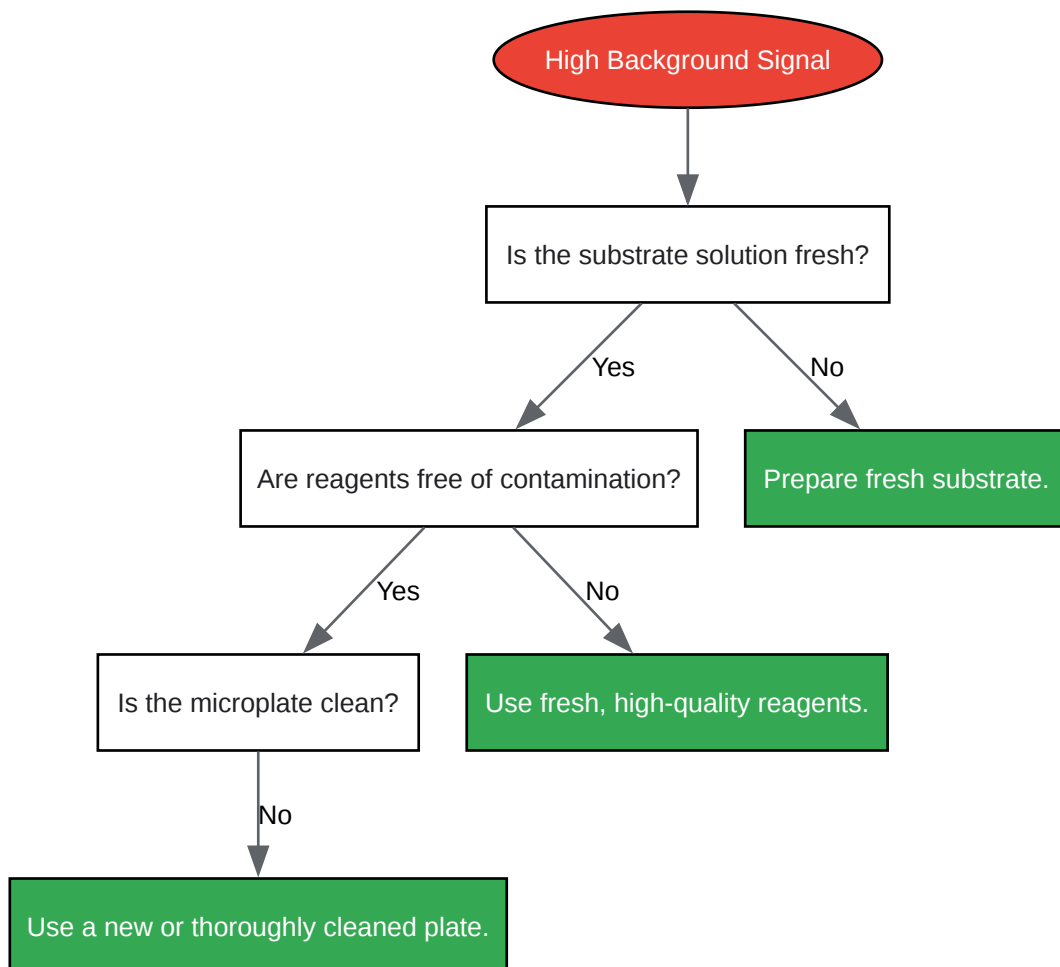 High Background Signal
Is the substrate solution fresh?
Yes
No
Are reagents free of contamination?
Prepare fresh substrate.
Yes
No
Is the microplate clean?
Use fresh, high-quality reagents.
No
Use a new or thoroughly cleaned plate.